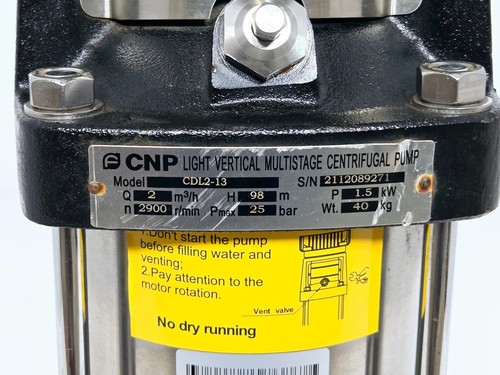 CNP LIGHT VERTICAL MULTISTAGE CENTRIFUGAL PUMP
Model CDL2-13 S/N 2112089271
Q 2 m³/h H 98 m P 1.5 kW
n 2900 r/min Pmax 25 bar Wt. 40 kg
1.Don't start the pump
before filling water and
venting;
2.Pay attention to the
motor rotation.
Vent valve
No dry running